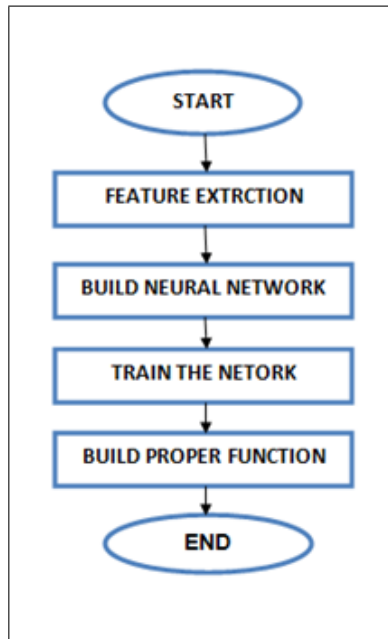 START
FEATURE EXTRCTION
BUILD NEURAL NETWORK
TRAIN THE NETORK
BUILD PROPER FUNCTION
END